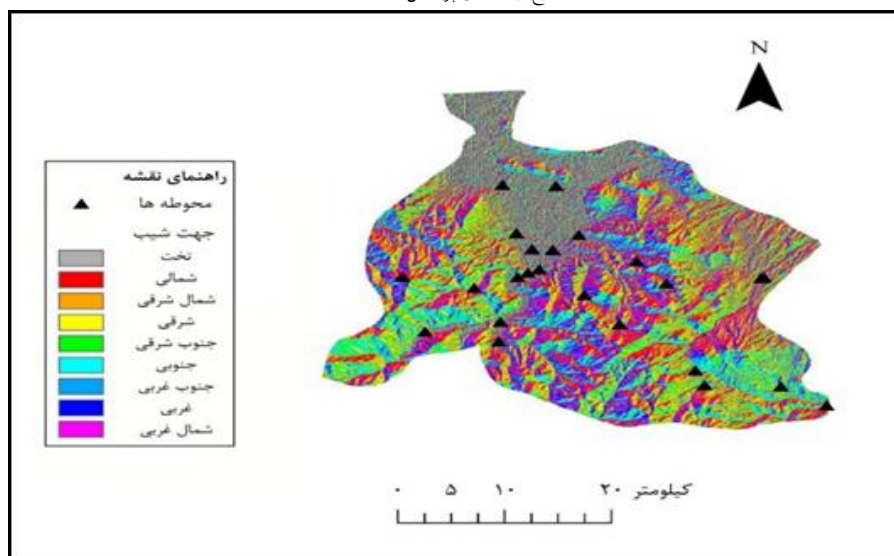 N
راهنمای نقشه
محوطه ها
جهت شیب
تخت
شمالی
شمال شرقی
شرقی
جنوب شرقی
جنوبی
جنوب غربی
غربی
شمال غربی
۰ ۵ ۱۰ ۲۰ کیلومتر